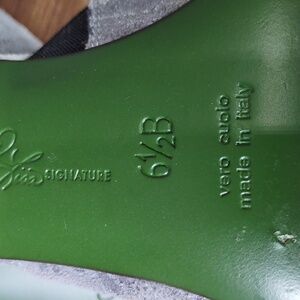 SIGNATURE
6½B
vero cuoio
made in Italy